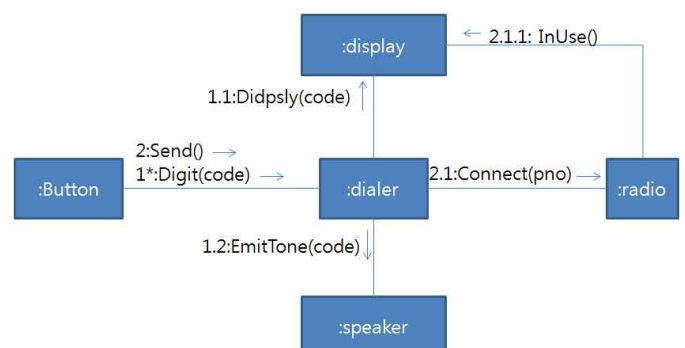 :display
2.1.1: InUse()
1.1:Didpsly(code)
2:Send()
1*:Digit(code)
:Button
:dialer
2.1:Connect(pno)
:radio
1.2:EmitTone(code)
:speaker